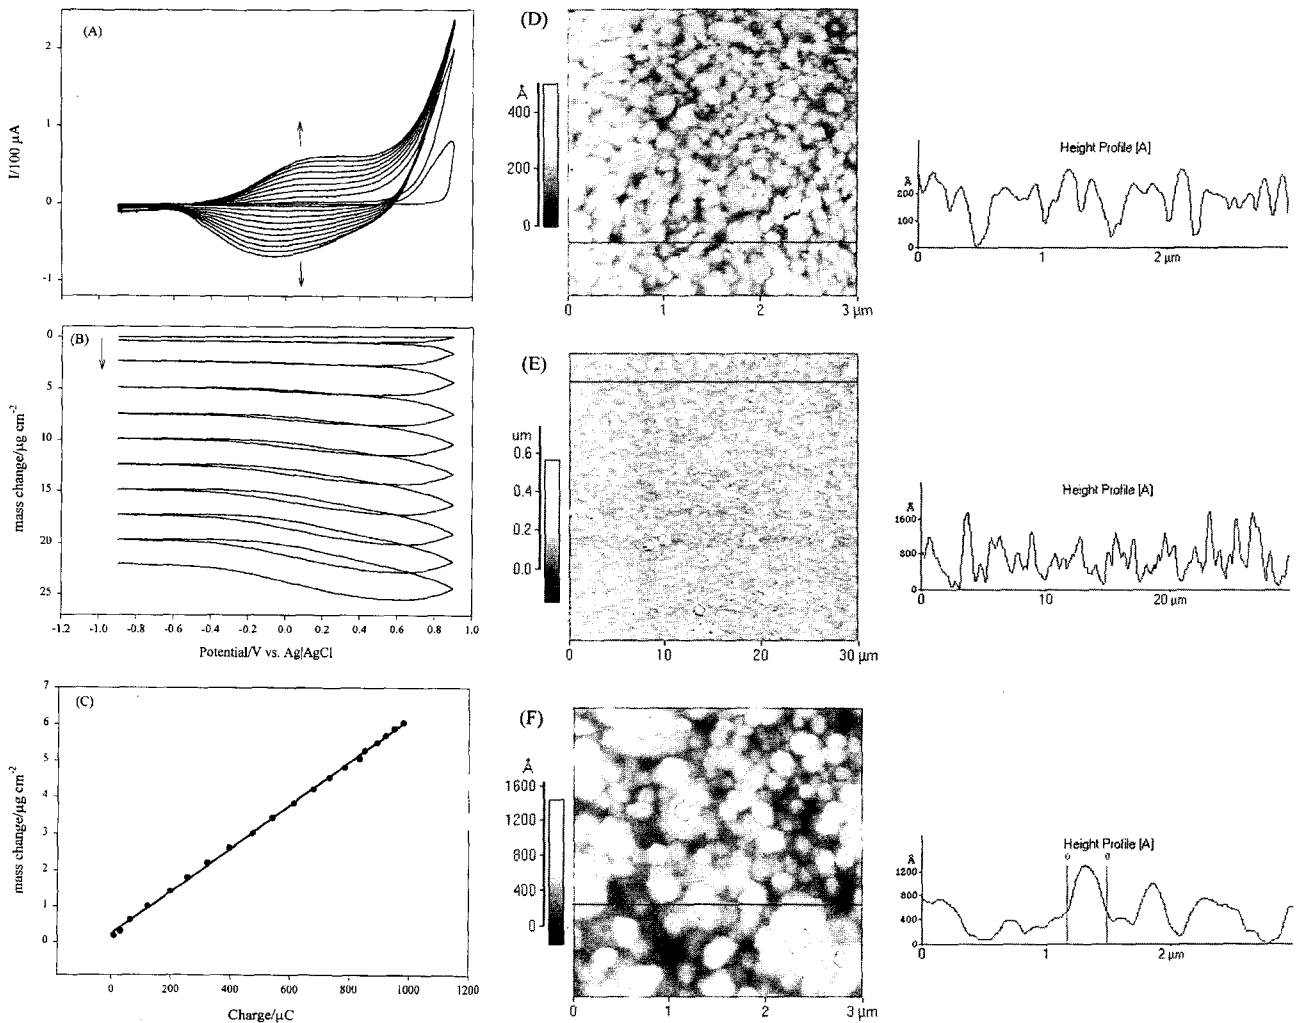 (A)
2
1
0
-1
I/100 µA
(B)
0
5
10
15
20
25
mass change/µg cm-2
-1.2 -1.0 -0.8 -0.6 -0.4 -0.2 0.0 0.2 0.4 0.6 0.8 1.0
Potential/V vs. Ag|AgCl
(C)
7
6
5
4
3
2
1
0
mass change/µg cm-2
0 200 400 600 800 1000 1200
Charge/µC
(D)
Å
400
200
0
0 1 2 3 µm
Height Profile [A]
Å
200
100
0
1 2 µm
(E)
um
0.6
0.4
0.2
0.0
0 10 20 30 µm
Height Profile [A]
Å
1600
800
0
0 10 20 µm
(F)
Å
1600
1200
800
400
0
0 1 2 3 µm
Height Profile [A]
Å
1200
800
400
0
0 1 2 µm